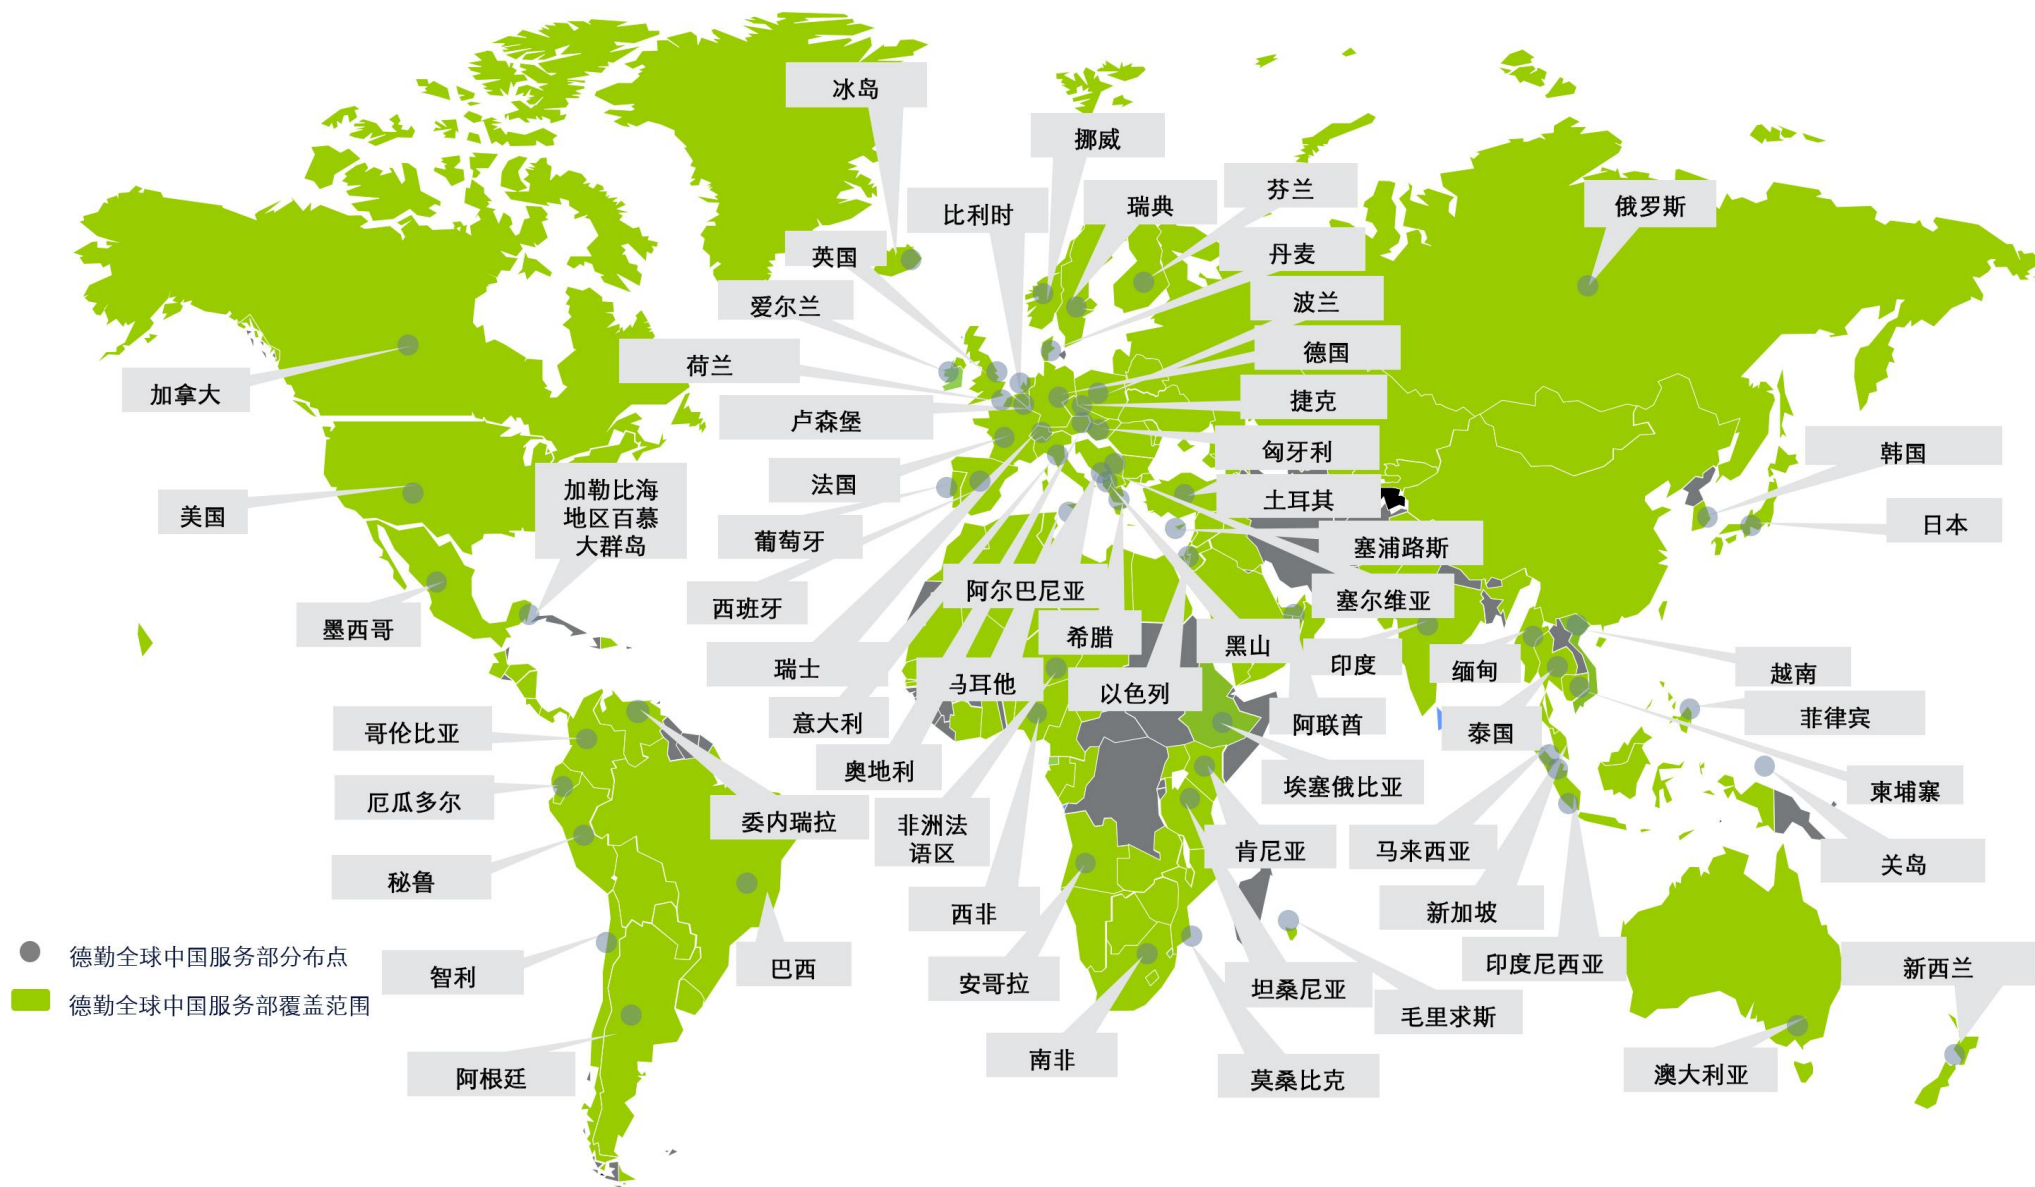 冰岛
挪威
芬兰
比利时
瑞典
俄罗斯
英国
丹麦
爱尔兰
波兰
荷兰
德国
加拿大
卢森堡
捷克
匈牙利
韩国
法国
加勒比海
地区百慕
大群岛
美国
土耳其
日本
葡萄牙
塞浦路斯
西班牙
阿尔巴尼亚
塞尔维亚
墨西哥
希腊
黑山
印度
缅甸
越南
瑞士
马耳他
以色列
意大利
阿联酋
泰国
菲律宾
哥伦比亚
奥地利
埃塞俄比亚
柬埔寨
厄瓜多尔
委内瑞拉
非洲法
语区
肯尼亚
马来西亚
关岛
秘鲁
西非
新加坡
德勤全球中国服务部分布点
智利
巴西
安哥拉
坦桑尼亚
印度尼西亚
新西兰
德勤全球中国服务部覆盖范围
毛里求斯
南非
阿根廷
莫桑比克
澳大利亚